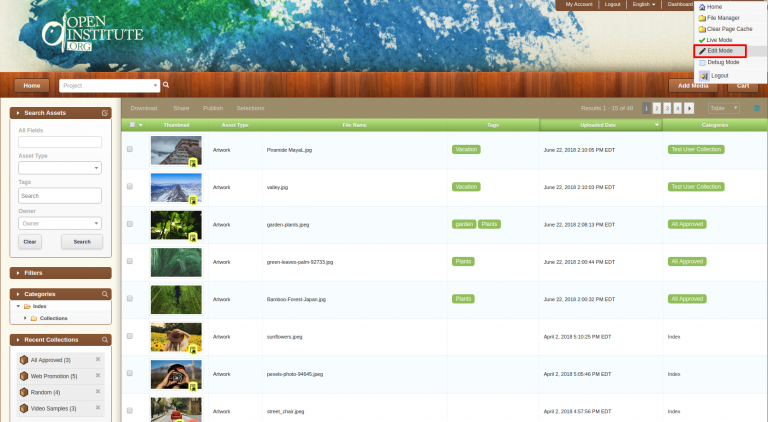 My Account Logout English Dashboard
Home
File Manager
Clear Page Cache
Live Mode
Edit Mode
Debug Mode
Logout
OPEN
INSTITUTE
.ORG
Home Project Add Media Cart
Search Assets
All Fields
Asset Type
Tags
Search
Owner
Owner
Clear Search
Filters
Categories
Index
Collections
Recent Collections
All Approved (3)
Web Promotion (5)
Random (4)
Video Samples (3)
Download Share Publish Selections Results 1 - 15 of 48 1 2 3 4 Table
Thumbnail Asset Type File Name Tags Uploaded Date Categories
Artwork Piramide MayaL.jpg Vacation June 22, 2018 2:10:05 PM EDT Test User Collection
Artwork valley.jpg Vacation June 22, 2018 2:10:03 PM EDT Test User Collection
Artwork garden-plants.jpeg garden Plants June 22, 2018 2:08:13 PM EDT All Approved
Artwork green-leaves-palm-92733.jpg Plants June 22, 2018 2:00:44 PM EDT All Approved
Artwork Bamboo-Forest-Japan.jpg Plants June 22, 2018 2:00:32 PM EDT All Approved
Artwork sunflowers.jpeg April 2, 2018 5:10:25 PM EDT Index
Artwork pexels-photo-94645.jpeg April 2, 2018 5:05:46 PM EDT Index
Artwork street_chair.jpeg April 2, 2018 4:57:56 PM EDT Index